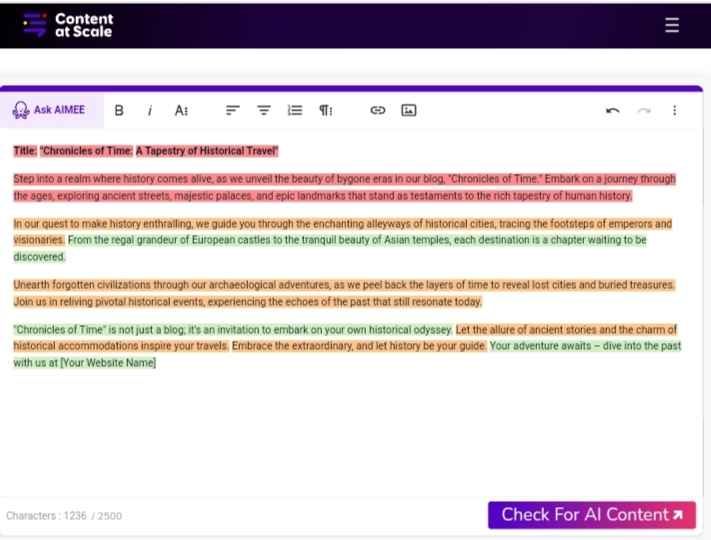 Content
at Scale
Ask AIMEE B i A
Title: "Chronicles of Time: A Tapestry of Historical Travel"
Step into a realm where history comes alive, as we unveil the beauty of bygone eras in our blog, "Chronicles of Time." Embark on a journey through
the ages, exploring ancient streets, majestic palaces, and epic landmarks that stand as testaments to the rich tapestry of human history.
In our quest to make history enthralling, we guide you through the enchanting alleyways of historical cities, tracing the footsteps of emperors and
visionaries. From the regal grandeur of European castles to the tranquil beauty of Asian temples, each destination is a chapter waiting to be
discovered.
Unearth forgotten civilizations through our archaeological adventures, as we peel back the layers of time to reveal lost cities and buried treasures.
Join us in reliving pivotal historical events, experiencing the echoes of the past that still resonate today.
"Chronicles of Time" is not just a blog; it's an invitation to embark on your own historical odyssey. Let the allure of ancient stories and the charm of
historical accommodations inspire your travels. Embrace the extraordinary, and let history be your guide. Your adventure awaits – dive into the past
with us at [Your Website Name]
Characters : 1236 / 2500
Check For AI Content